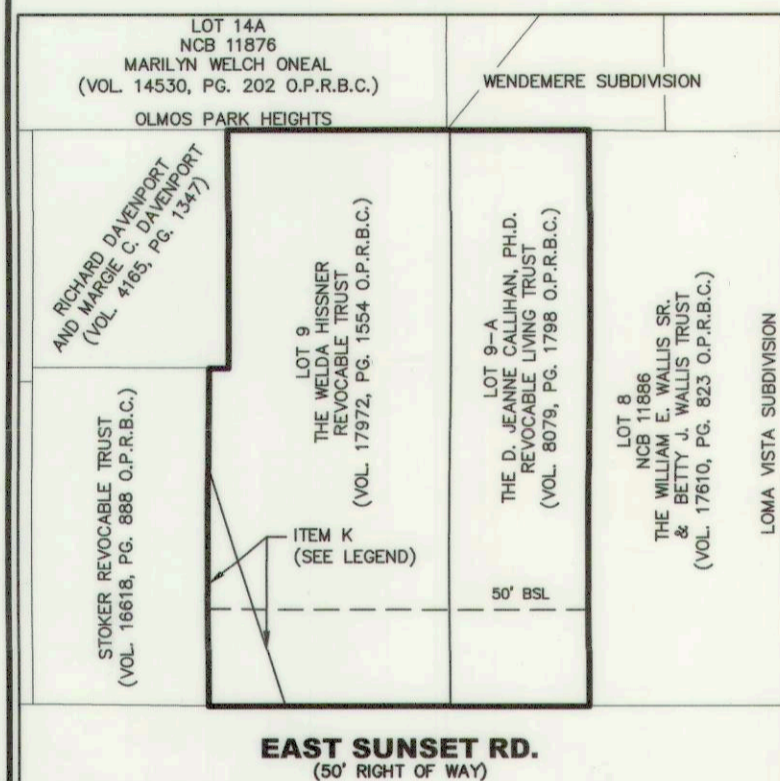 LOT 14A
NCB 11876
MARILYN WELCH ONEAL
(VOL. 14530, PG. 202 O.P.R.B.C.)
OLMOS PARK HEIGHTS
WENDEMERE SUBDIVISION
RICHARD DAVENPORT
AND MARGIE C. DAVENPORT
(VOL. 4165, PG. 1347)
STOKER REVOCABLE TRUST
(VOL. 16618, PG. 888 O.P.R.B.C.)
LOT 9
THE WELDA HISSNER
REVOCABLE TRUST
(VOL. 17972, PG. 1554 O.P.R.B.C.)
ITEM K
(SEE LEGEND)
LOT 9-A
THE D. JEANNE CALLIHAN, PH.D.
REVOCABLE LIVING TRUST
(VOL. 8079, PG. 1798 O.P.R.B.C.)
50' BSL
LOT 8
NCB 11886
THE WILLIAM E. WALLIS SR.
& BETTY J. WALLIS TRUST
(VOL. 17610, PG. 823 O.P.R.B.C.)
LOMA VISTA SUBDIVISION
EAST SUNSET RD.
(50' RIGHT OF WAY)